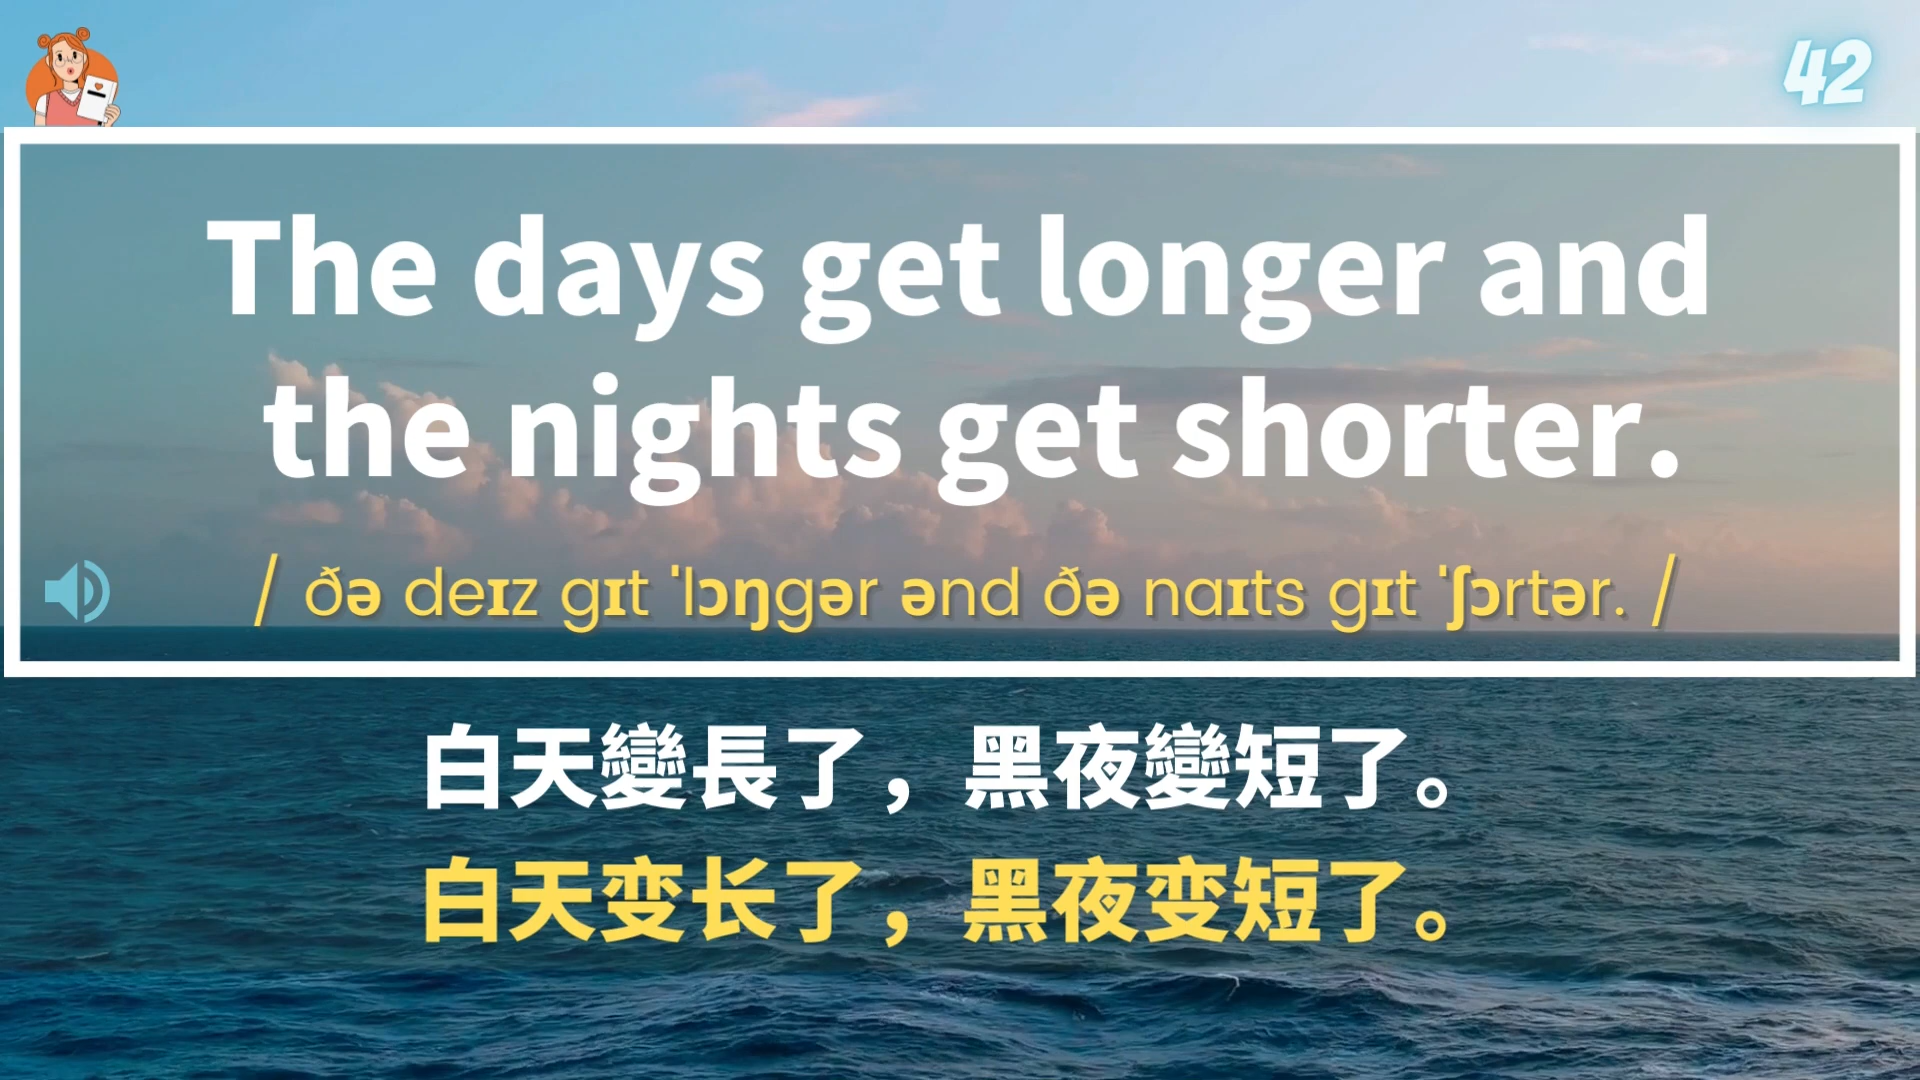 42
The days get longer and
the nights get shorter.
/ ðə deɪz gɪt ˈlɔŋgər ənd ðə naɪts gɪt ˈʃɔrtər. /
白天變長了，黑夜變短了。
白天变长了，黑夜变短了。